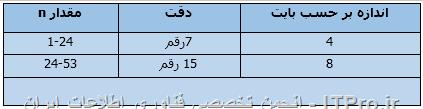 اندازه بر حسب بایت دقت مقدار n
4 7رقم 1-24
8 15 رقم 24-53
انجمن تخصصی فناوری اطلاعات ایران - ITPro.ir